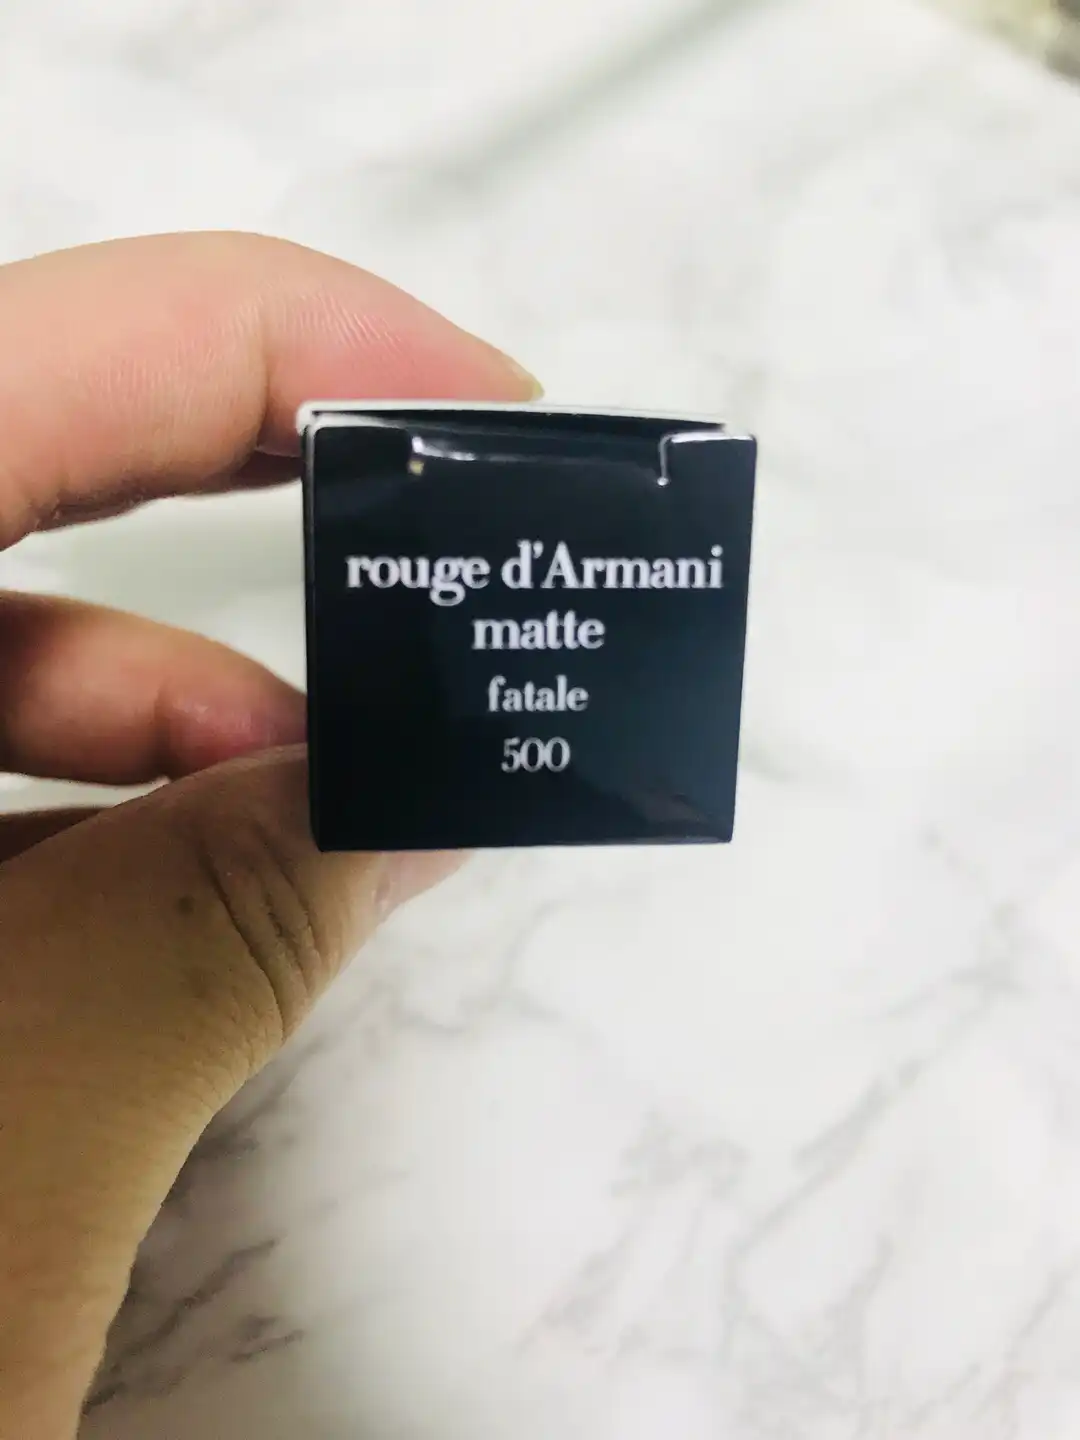 rouge d'Armani
matte
fatale
500